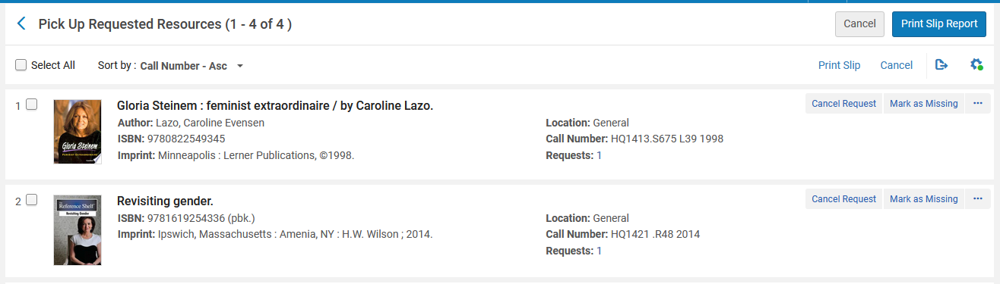 Pick Up Requested Resources (1 - 4 of 4 )
Cancel
Print Slip Report
Select All
Sort by : Call Number - Asc
Print Slip
Cancel
1
Gloria Steinem : feminist extraordinaire / by Caroline Lazo.
Cancel Request
Mark as Missing
Author: Lazo, Caroline Evensen
ISBN: 9780822549345
Imprint: Minneapolis : Lerner Publications, ©1998.
Location: General
Call Number: HQ1413.S675 L39 1998
Requests: 1
Gloria Steinem
FEMINIST EXTRAORDINAIRE
2
Revisiting gender.
Cancel Request
Mark as Missing
ISBN: 9781619254336 (pbk.)
Imprint: Ipswich, Massachusetts : Amenia, NY : H.W. Wilson ; 2014.
Location: General
Call Number: HQ1421 .R48 2014
Requests: 1
Reference Shelf
Revisiting Gender